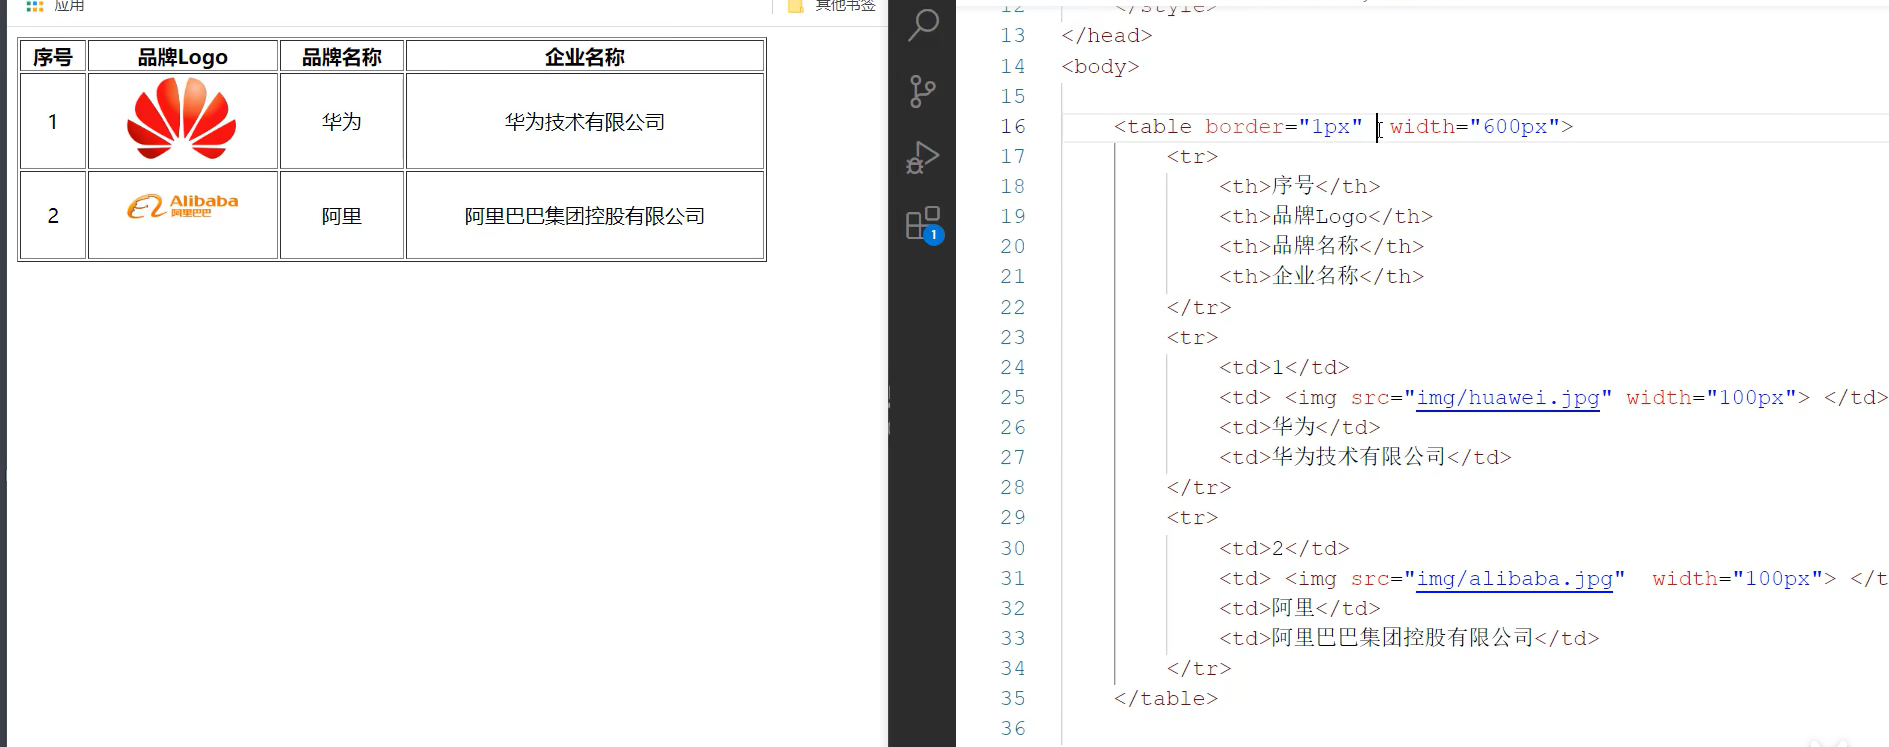 应用
其他书签
序号 品牌Logo 品牌名称 企业名称
1 华为 华为技术有限公司
2 Alibaba 阿里巴巴 阿里 阿里巴巴集团控股有限公司
1
12 </style>
13 </head>
14 <body>
15
16 <table border="1px" width="600px">
17 <tr>
18 <th>序号</th>
19 <th>品牌Logo</th>
20 <th>品牌名称</th>
21 <th>企业名称</th>
22 </tr>
23 <tr>
24 <td>1</td>
25 <td> <img src="img/huawei.jpg" width="100px"> </td>
26 <td>华为</td>
27 <td>华为技术有限公司</td>
28 </tr>
29 <tr>
30 <td>2</td>
31 <td> <img src="img/alibaba.jpg" width="100px"> </t
32 <td>阿里</td>
33 <td>阿里巴巴集团控股有限公司</td>
34 </tr>
35 </table>
36